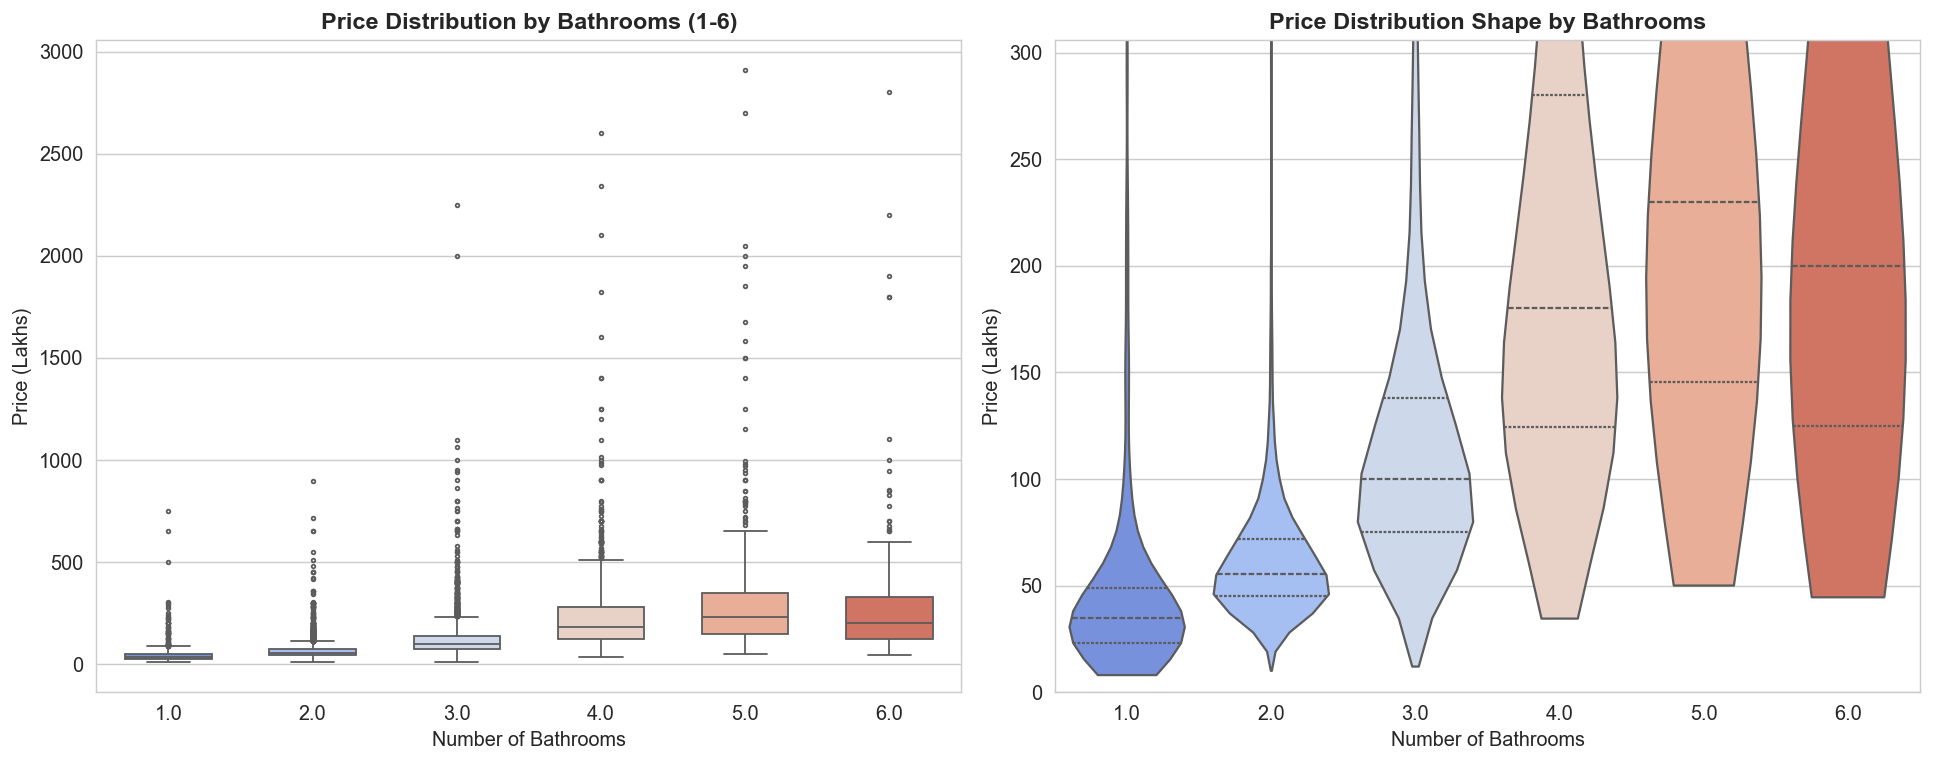 Price Distribution by Bathrooms (1-6)
3000
2500
2000
1500
1000
500
0
Price (Lakhs)
1.0 2.0 3.0 4.0 5.0 6.0
Number of Bathrooms
Price Distribution Shape by Bathrooms
300
250
200
150
100
50
0
Price (Lakhs)
1.0 2.0 3.0 4.0 5.0 6.0
Number of Bathrooms